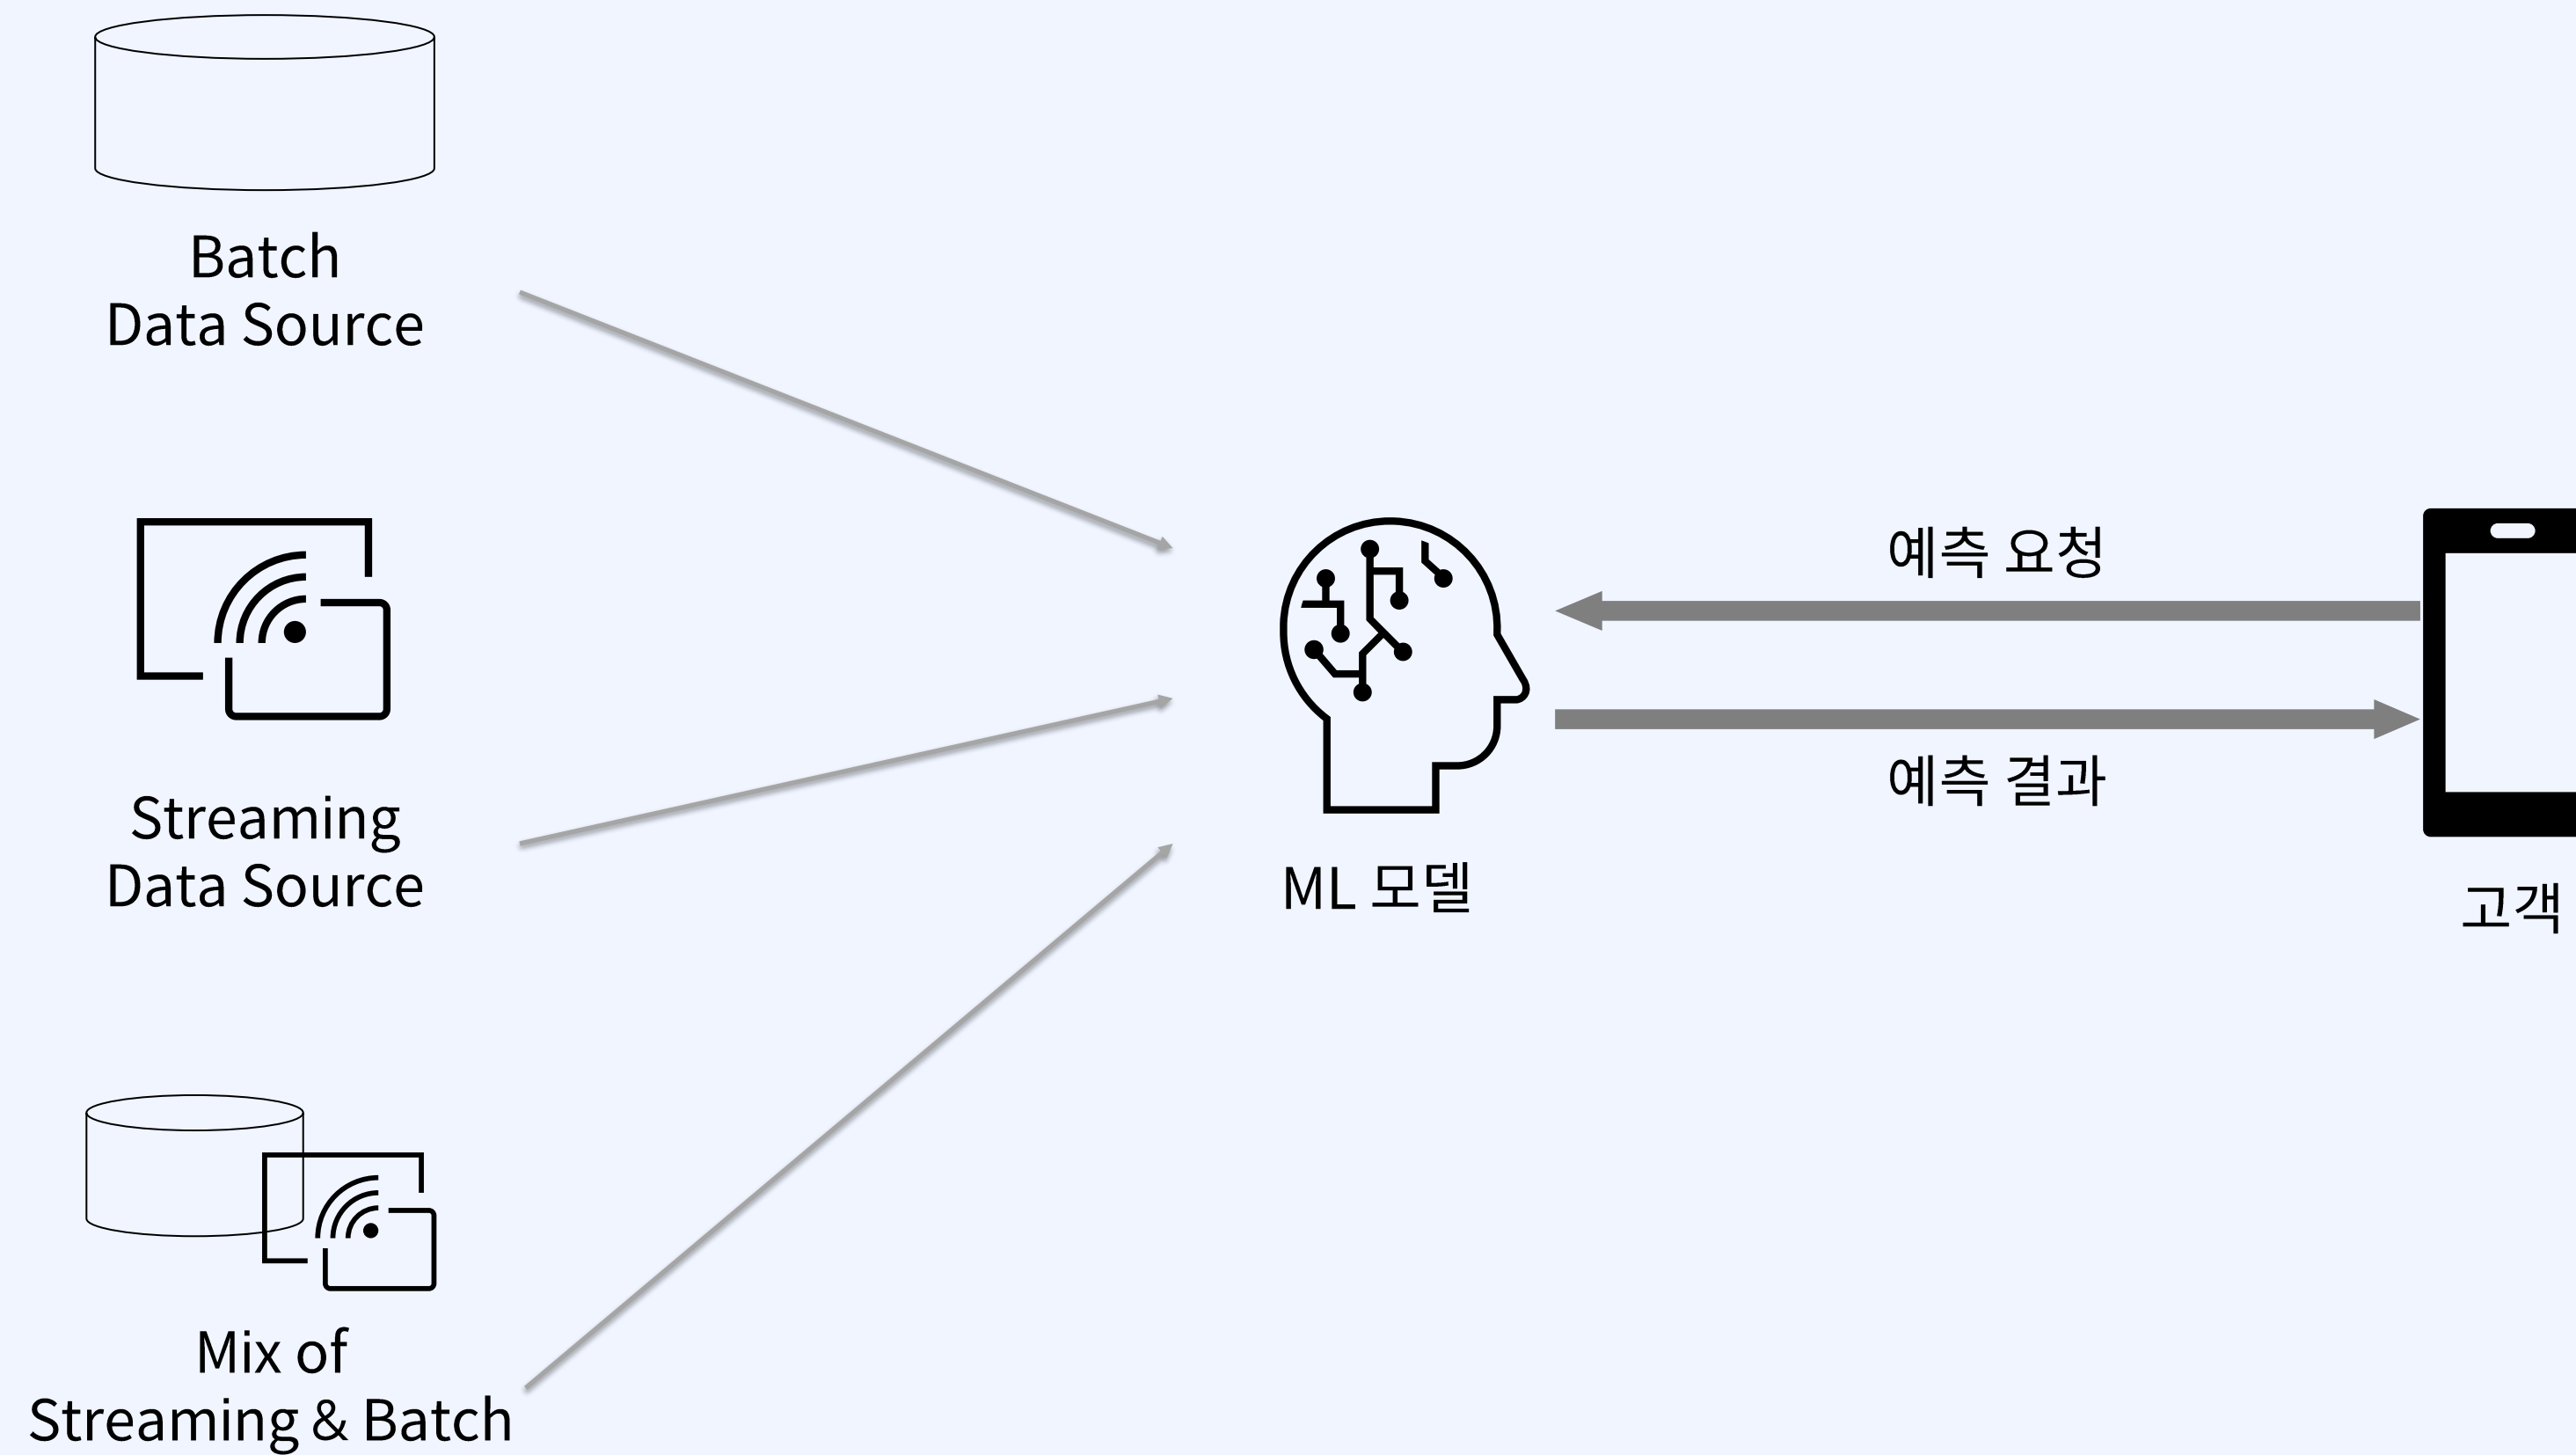 Batch
Data Source
Streaming
Data Source
Mix of
Streaming & Batch
ML 모델
예측 요청
예측 결과
고객